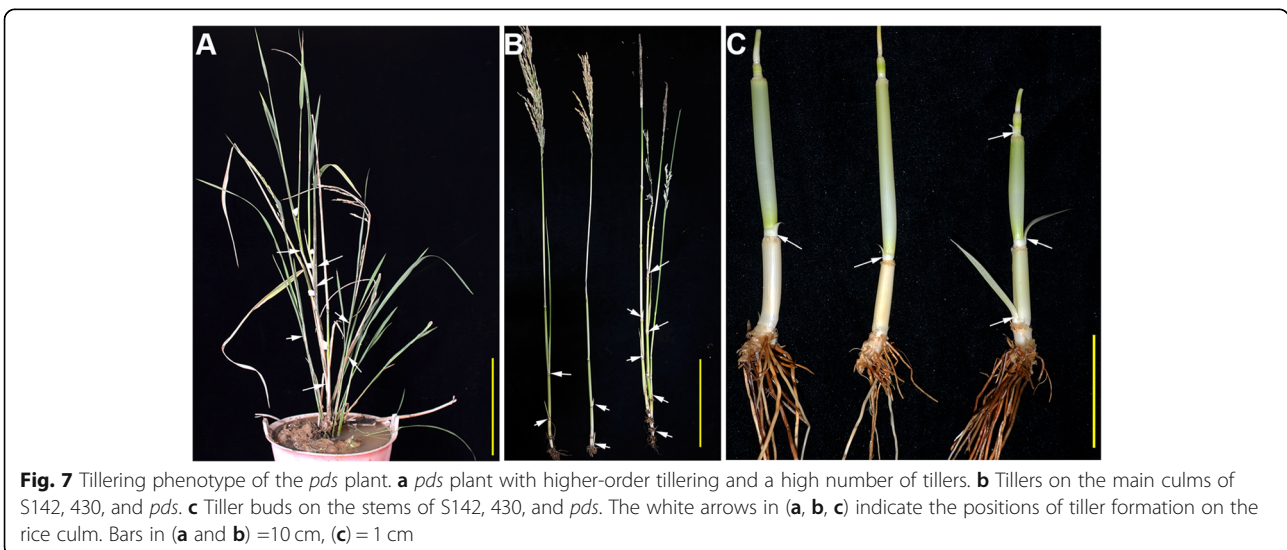 A B C
Fig. 7 Tillering phenotype of the pds plant. a pds plant with higher-order tillering and a high number of tillers. b Tillers on the main culms of
S142, 430, and pds. c Tiller buds on the stems of S142, 430, and pds. The white arrows in (a, b, c) indicate the positions of tiller formation on the
rice culm. Bars in (a and b) =10 cm, (c) = 1 cm